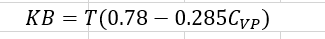 KB = T(0.78 − 0.285C_VP)